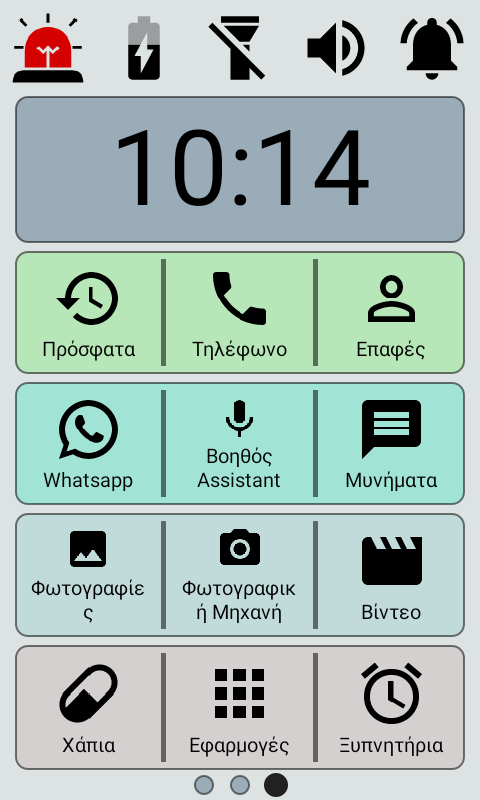 10:14
Πρόσφατα
Τηλέφωνο
Επαφές
Whatsapp
Βοηθός
Assistant
Μυνήματα
Φωτογραφίε
ς
Φωτογραφικ
ή Μηχανή
Βίντεο
Χάπια
Εφαρμογές
Ξυπνητήρια